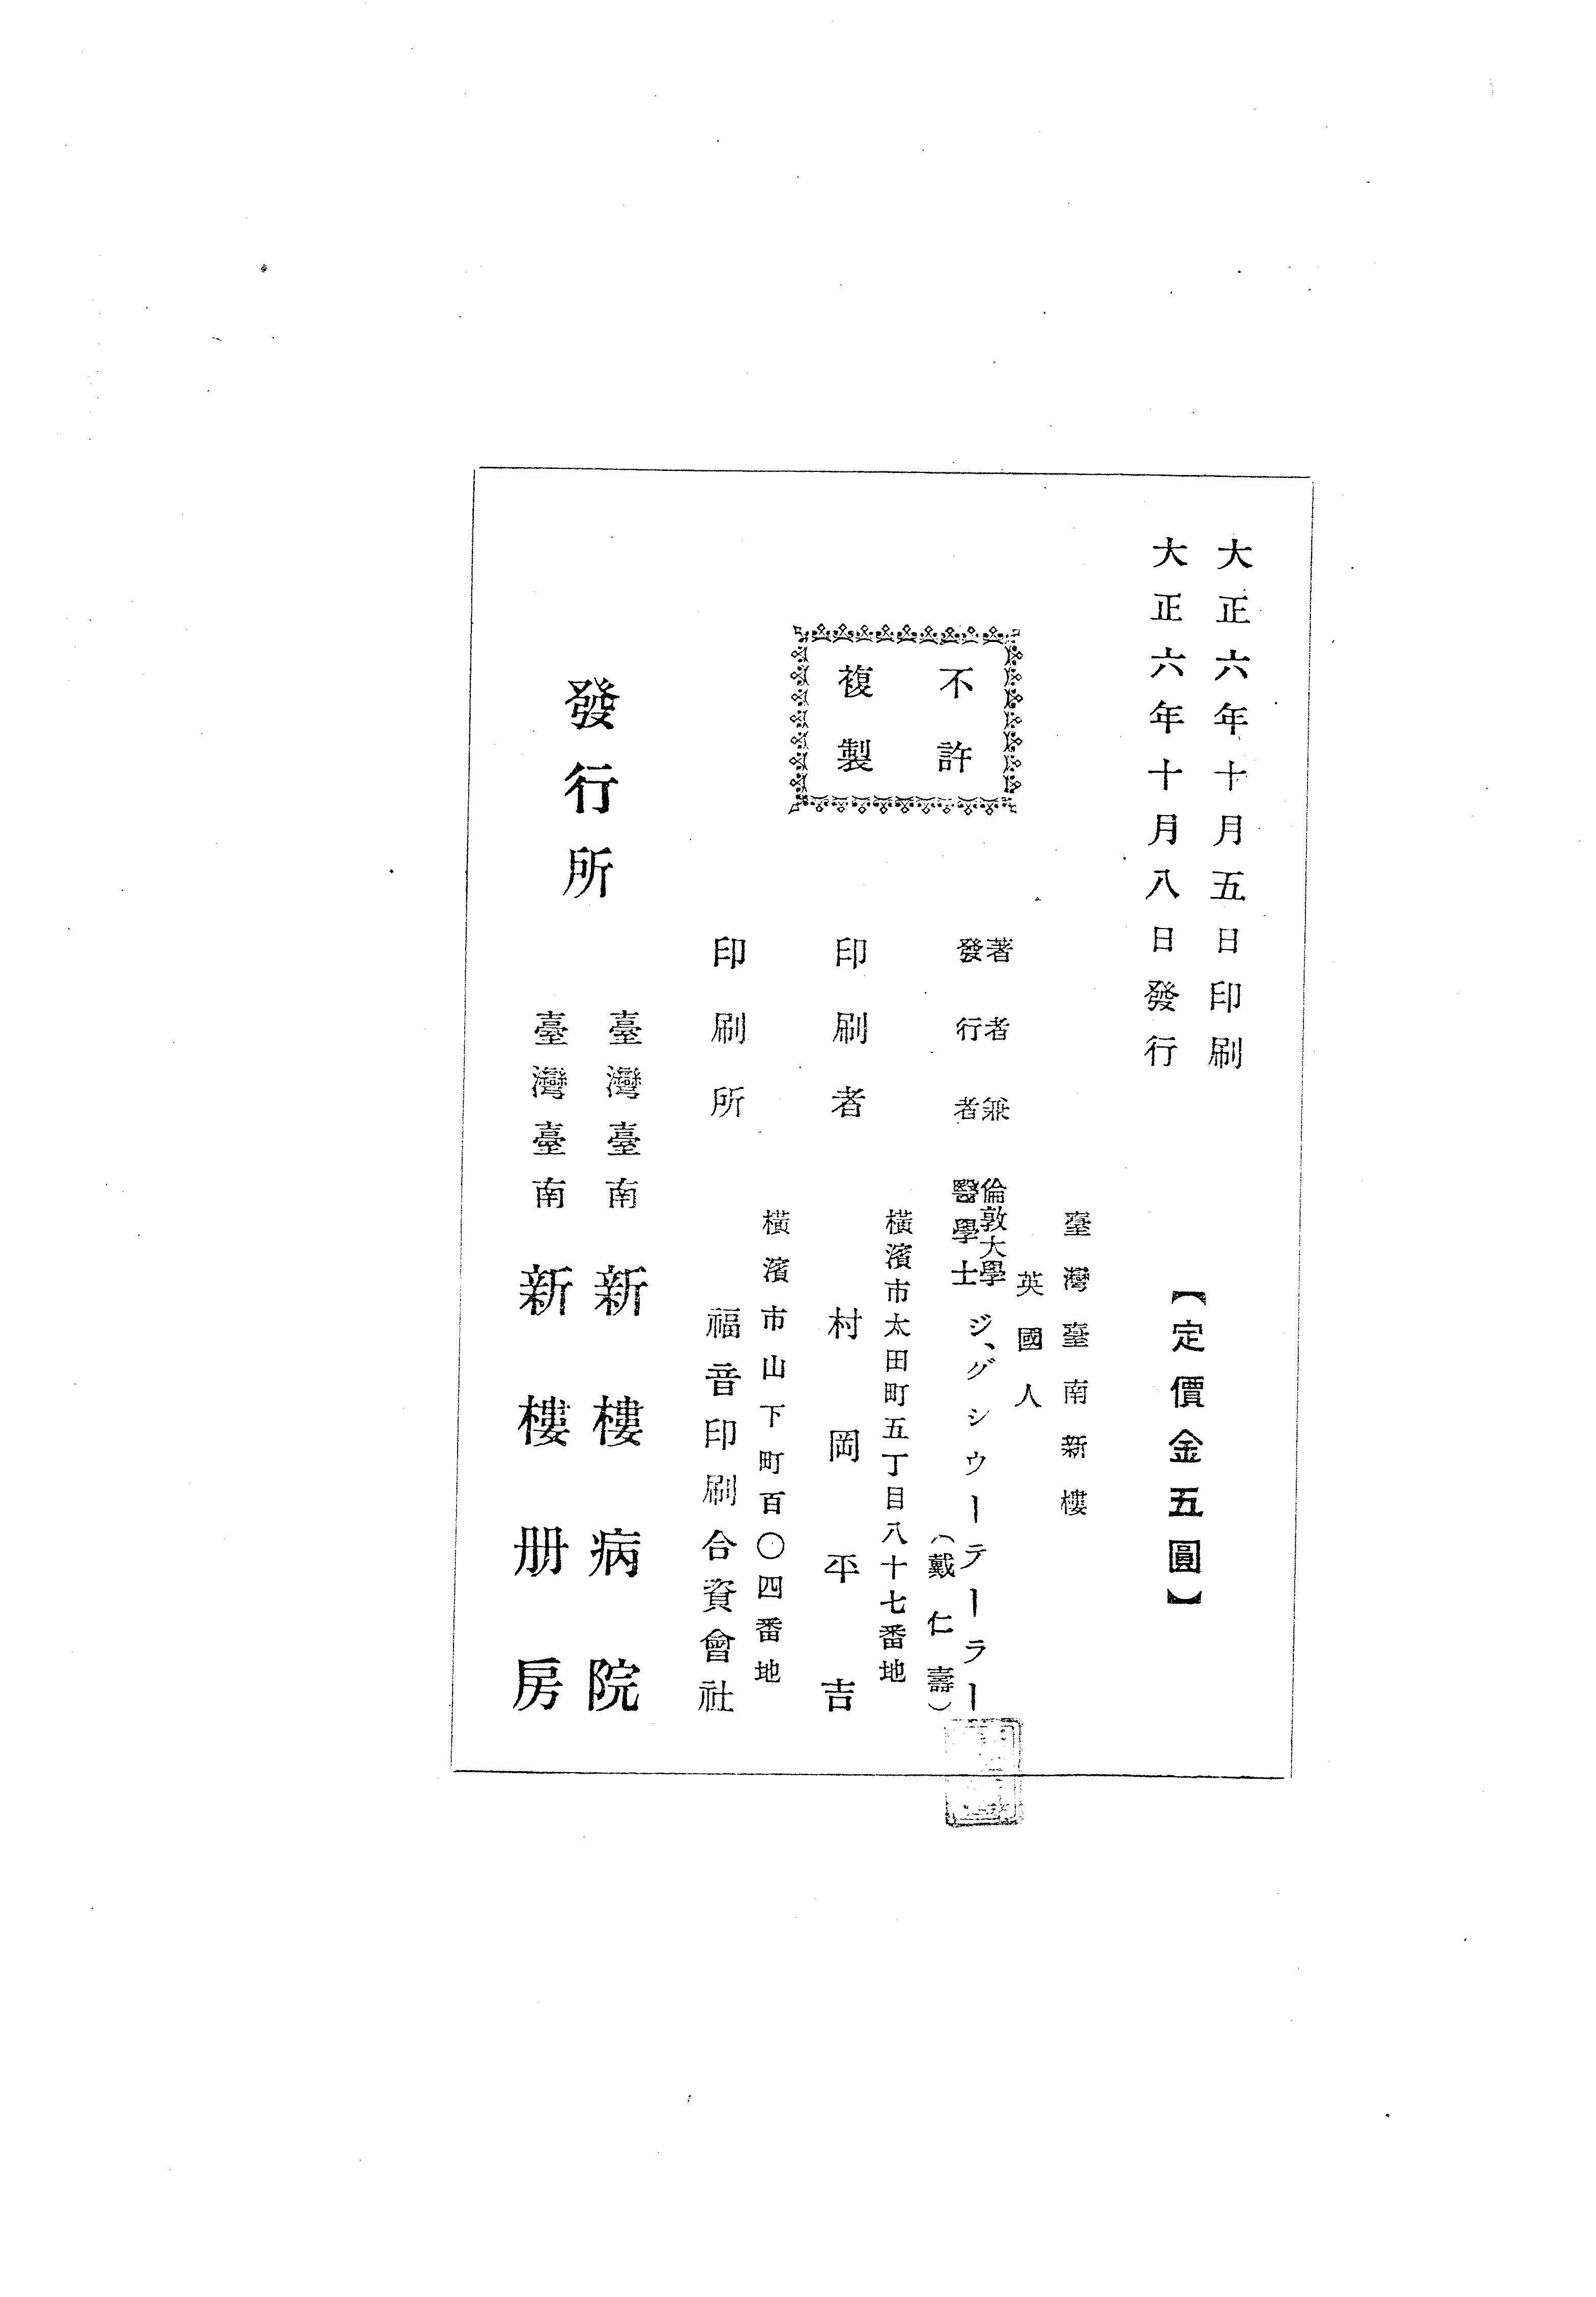 大正六年十月五日印刷
大正六年十月八日發行
【定價金五圓】
不許
複製
臺灣臺南新樓
英國人
著者兼
發行者
倫敦大學
醫學士
ジ、グシウーテーラー
（戴仁壽）
橫濱市太田町五丁目八十七番地
印刷者
村岡平吉
橫濱市山下町百〇四番地
印刷所
福音印刷合資會社
發行所
臺灣臺南
新樓病院
臺灣臺南
新樓册房